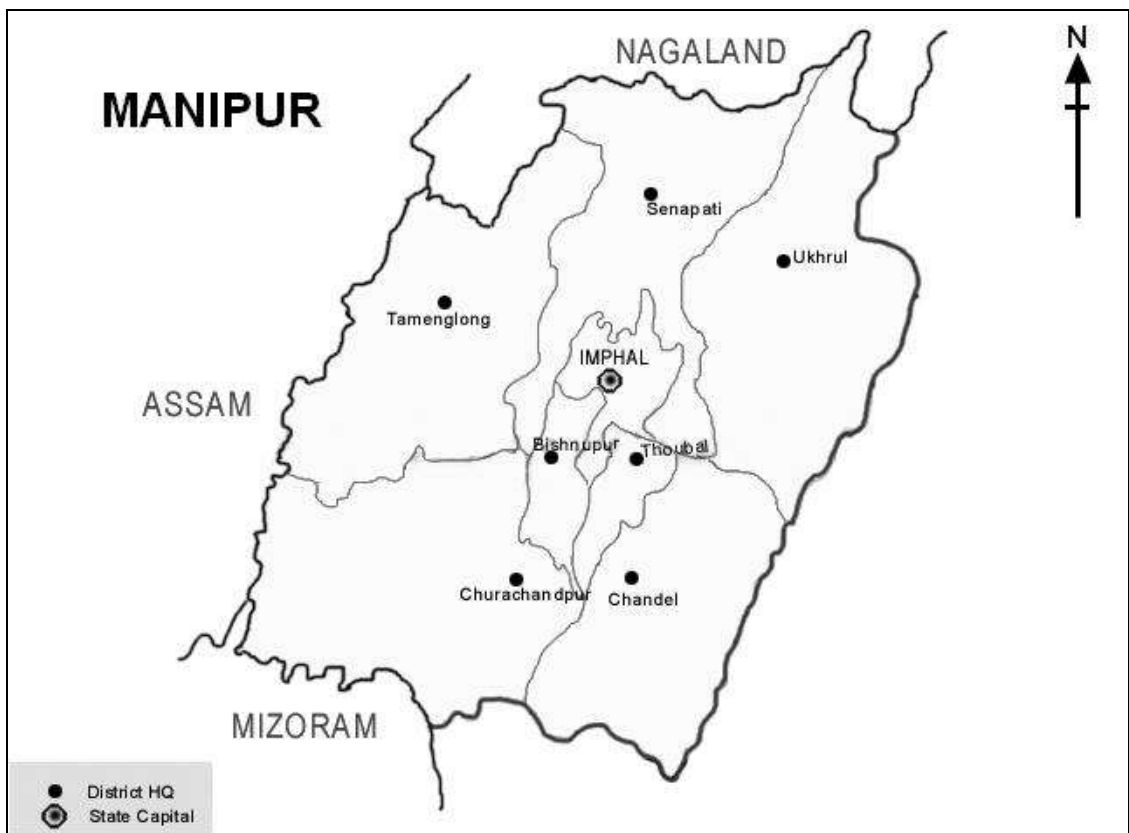 NAGALAND
N
MANIPUR
Senapati
Ukhrul
Tamenglong
IMPHAL
ASSAM
Bishnupur
Thoubal
Churachandpur
Chandel
MIZORAM
District HQ
State Capital